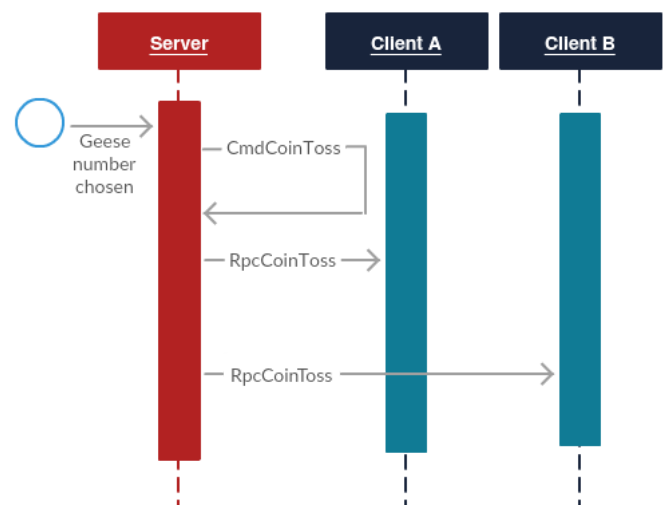 Server
Client A
Client B
Geese
number
chosen
CmdCoinToss
RpcCoinToss
RpcCoinToss